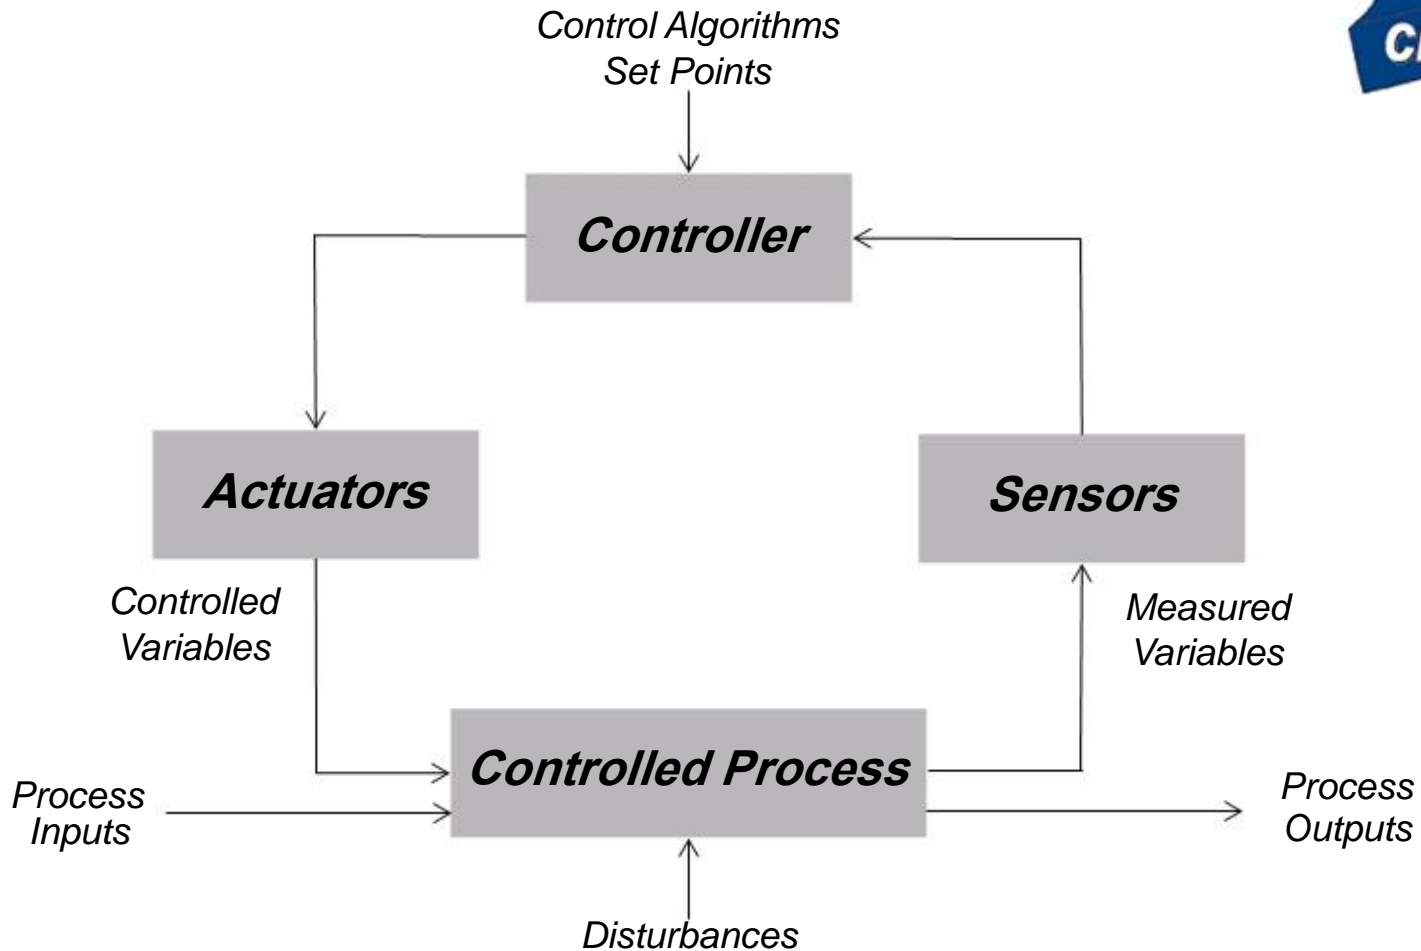 Control Algorithms
Set Points
Controller
Actuators
Sensors
Controlled
Variables
Measured
Variables
Controlled Process
Process
Inputs
Process
Outputs
Disturbances